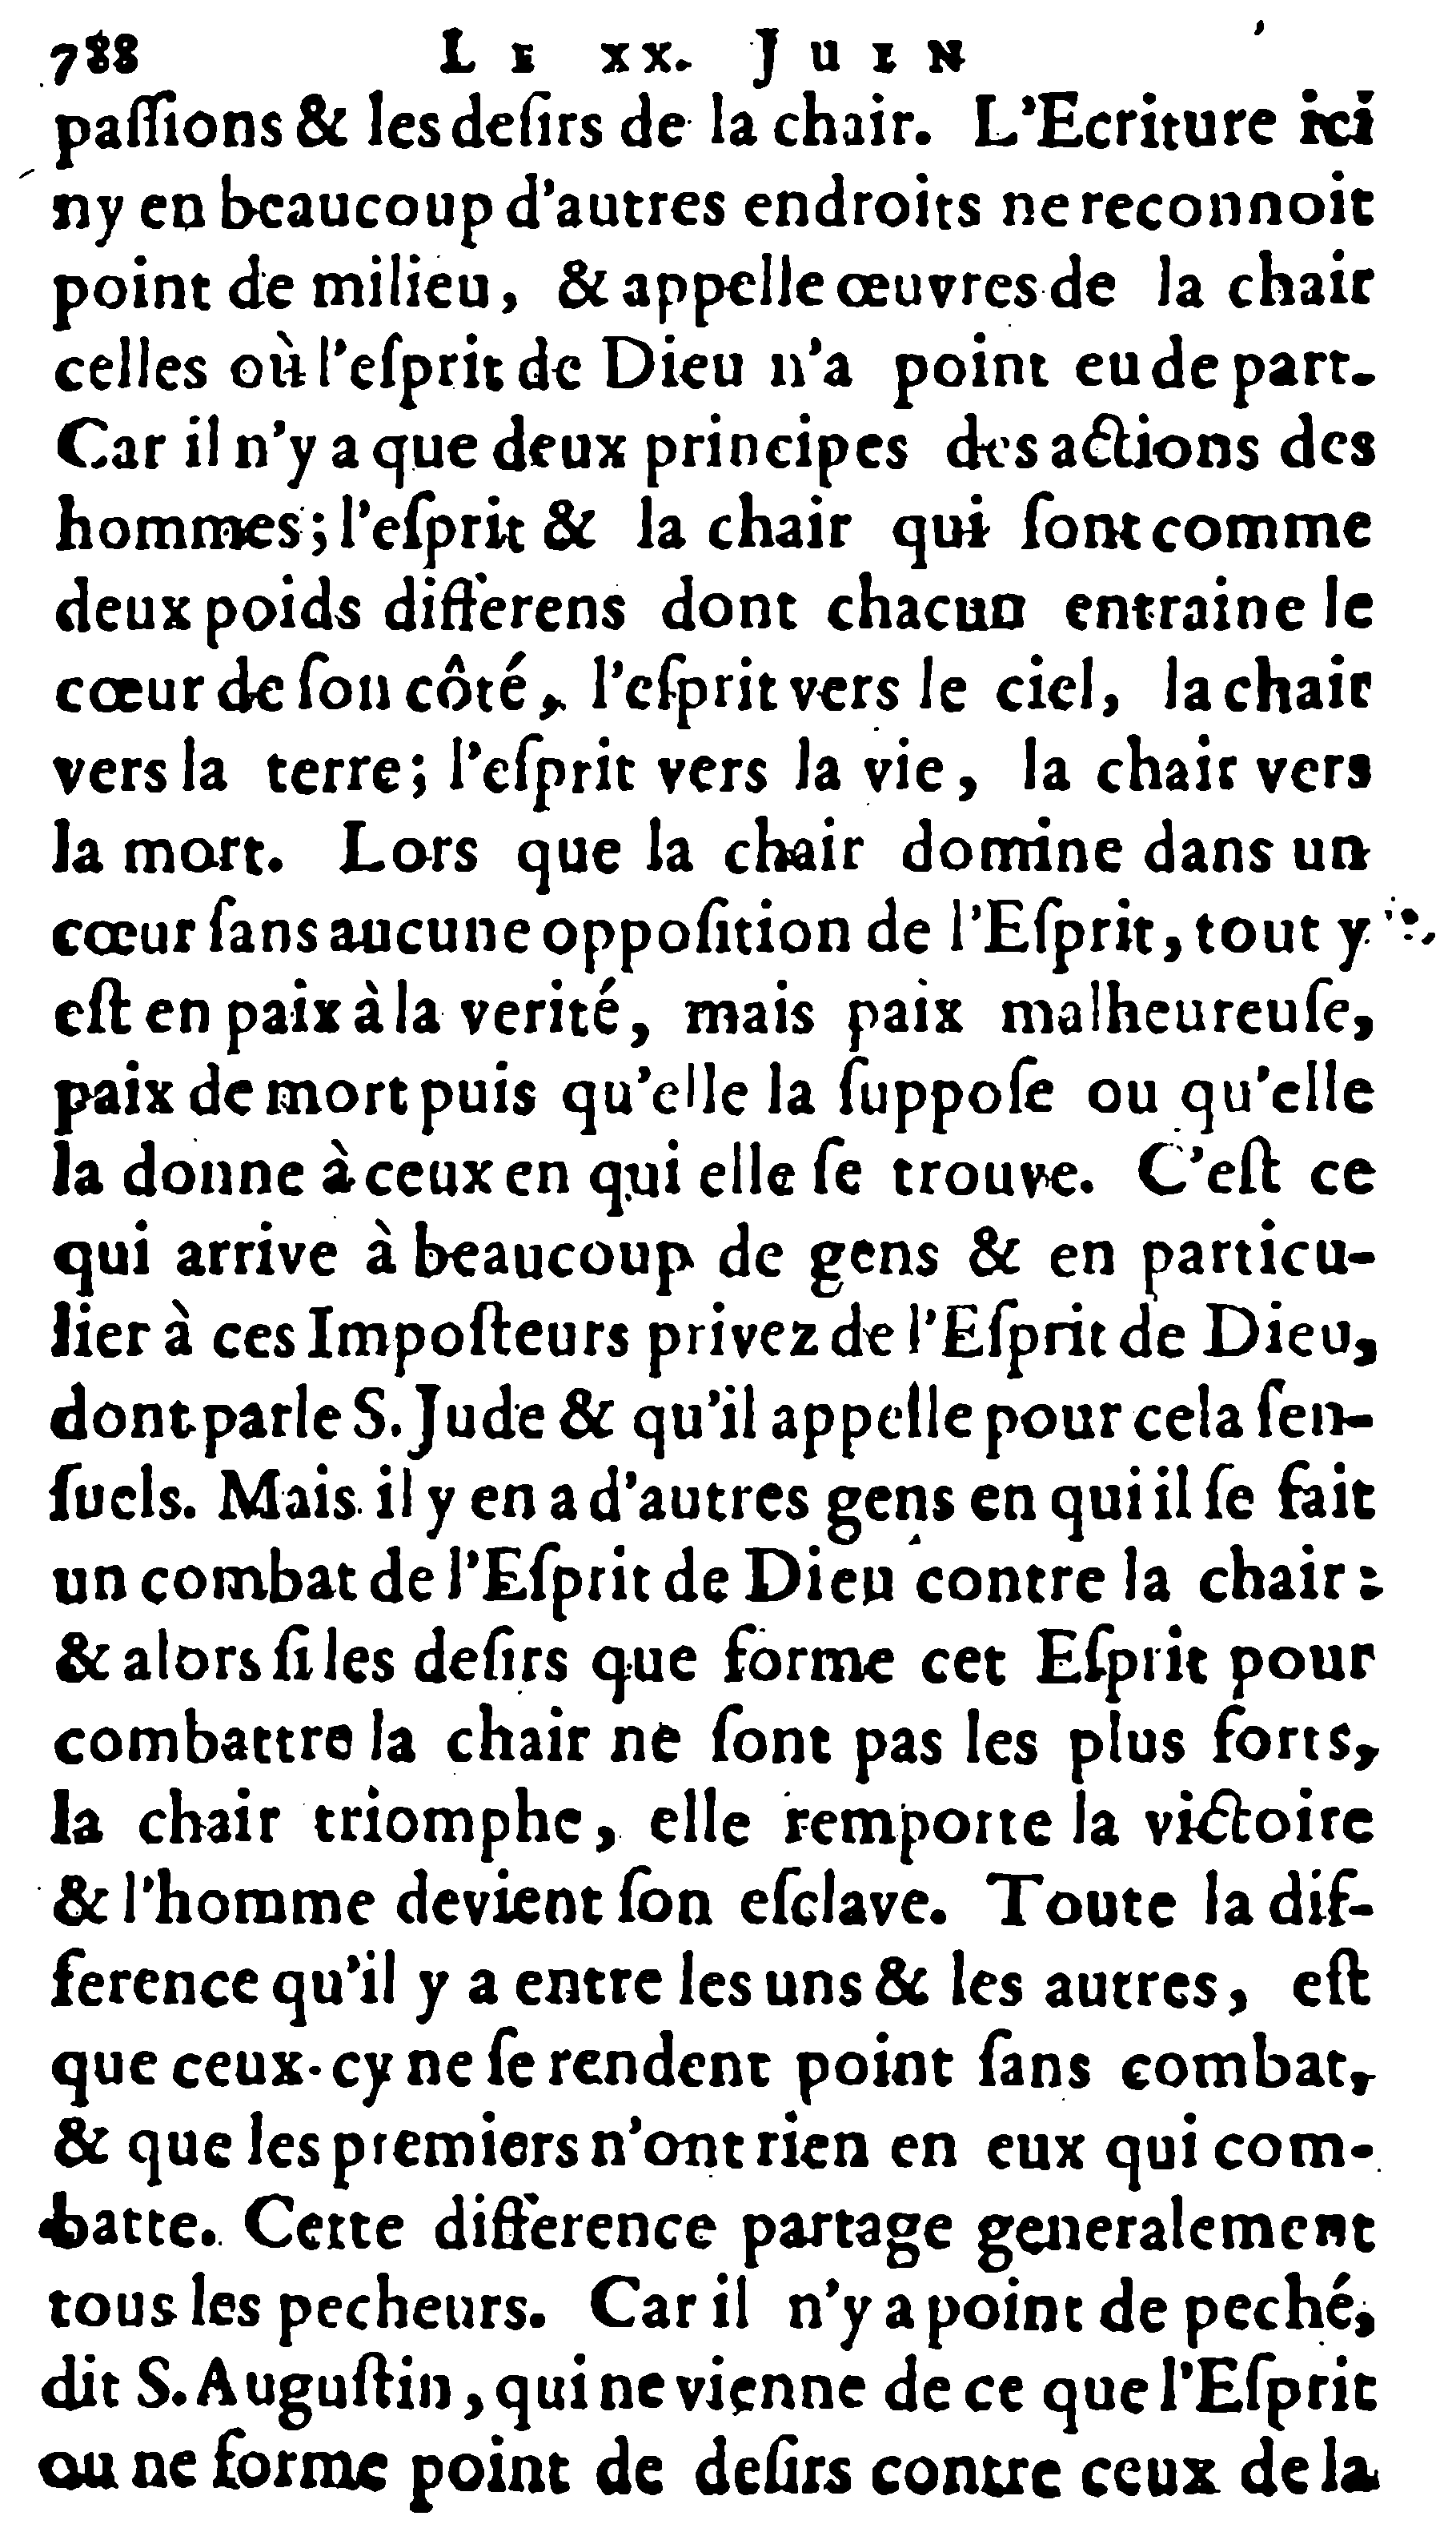 788 LE XX. JUIN
paſſions & les deſirs de la chair. L'Ecriture ici
ny en beaucoup d'autres endroits ne reconnoit
point de milieu, & appelle œuvres de la chair
celles où l'eſprit de Dieu n'a point eu de part.
Car il n'y a que deux principes des actions des
hommes; l'eſprit & la chair qui ſont comme
deux poids differens dont chacun entraine le
cœur de ſon côté, l'eſprit vers le ciel, la chair
vers la terre; l'eſprit vers la vie, la chair vers
la mort. Lors que la chair domine dans un
cœur ſans aucune oppoſition de l'Eſprit, tout y
eſt en paix à la verité, mais paix malheureuſe,
paix de mort puis qu'elle la ſuppoſe ou qu'elle
la donne à ceux en qui elle ſe trouve. C'eſt ce
qui arrive à beaucoup de gens & en particu-
lier à ces Impoſteurs privez de l'Eſprit de Dieu,
dont parle S. Jude & qu'il appelle pour cela ſen-
ſuels. Mais il y en a d'autres gens en qui il ſe fait
un combat de l'Eſprit de Dieu contre la chair:
& alors ſi les deſirs que forme cet Eſprit pour
combattre la chair ne ſont pas les plus forts,
la chair triomphe, elle remporte la victoire
& l'homme devient ſon eſclave. Toute la dif-
ference qu'il y a entre les uns & les autres, eſt
que ceux-cy ne ſe rendent point ſans combat,
& que les premiers n'ont rien en eux qui com-
batte. Cette difference partage generalement
tous les pecheurs. Car il n'y a point de peché,
dit S. Auguſtin, qui ne vienne de ce que l'Eſprit
ou ne forme point de deſirs contre ceux de la